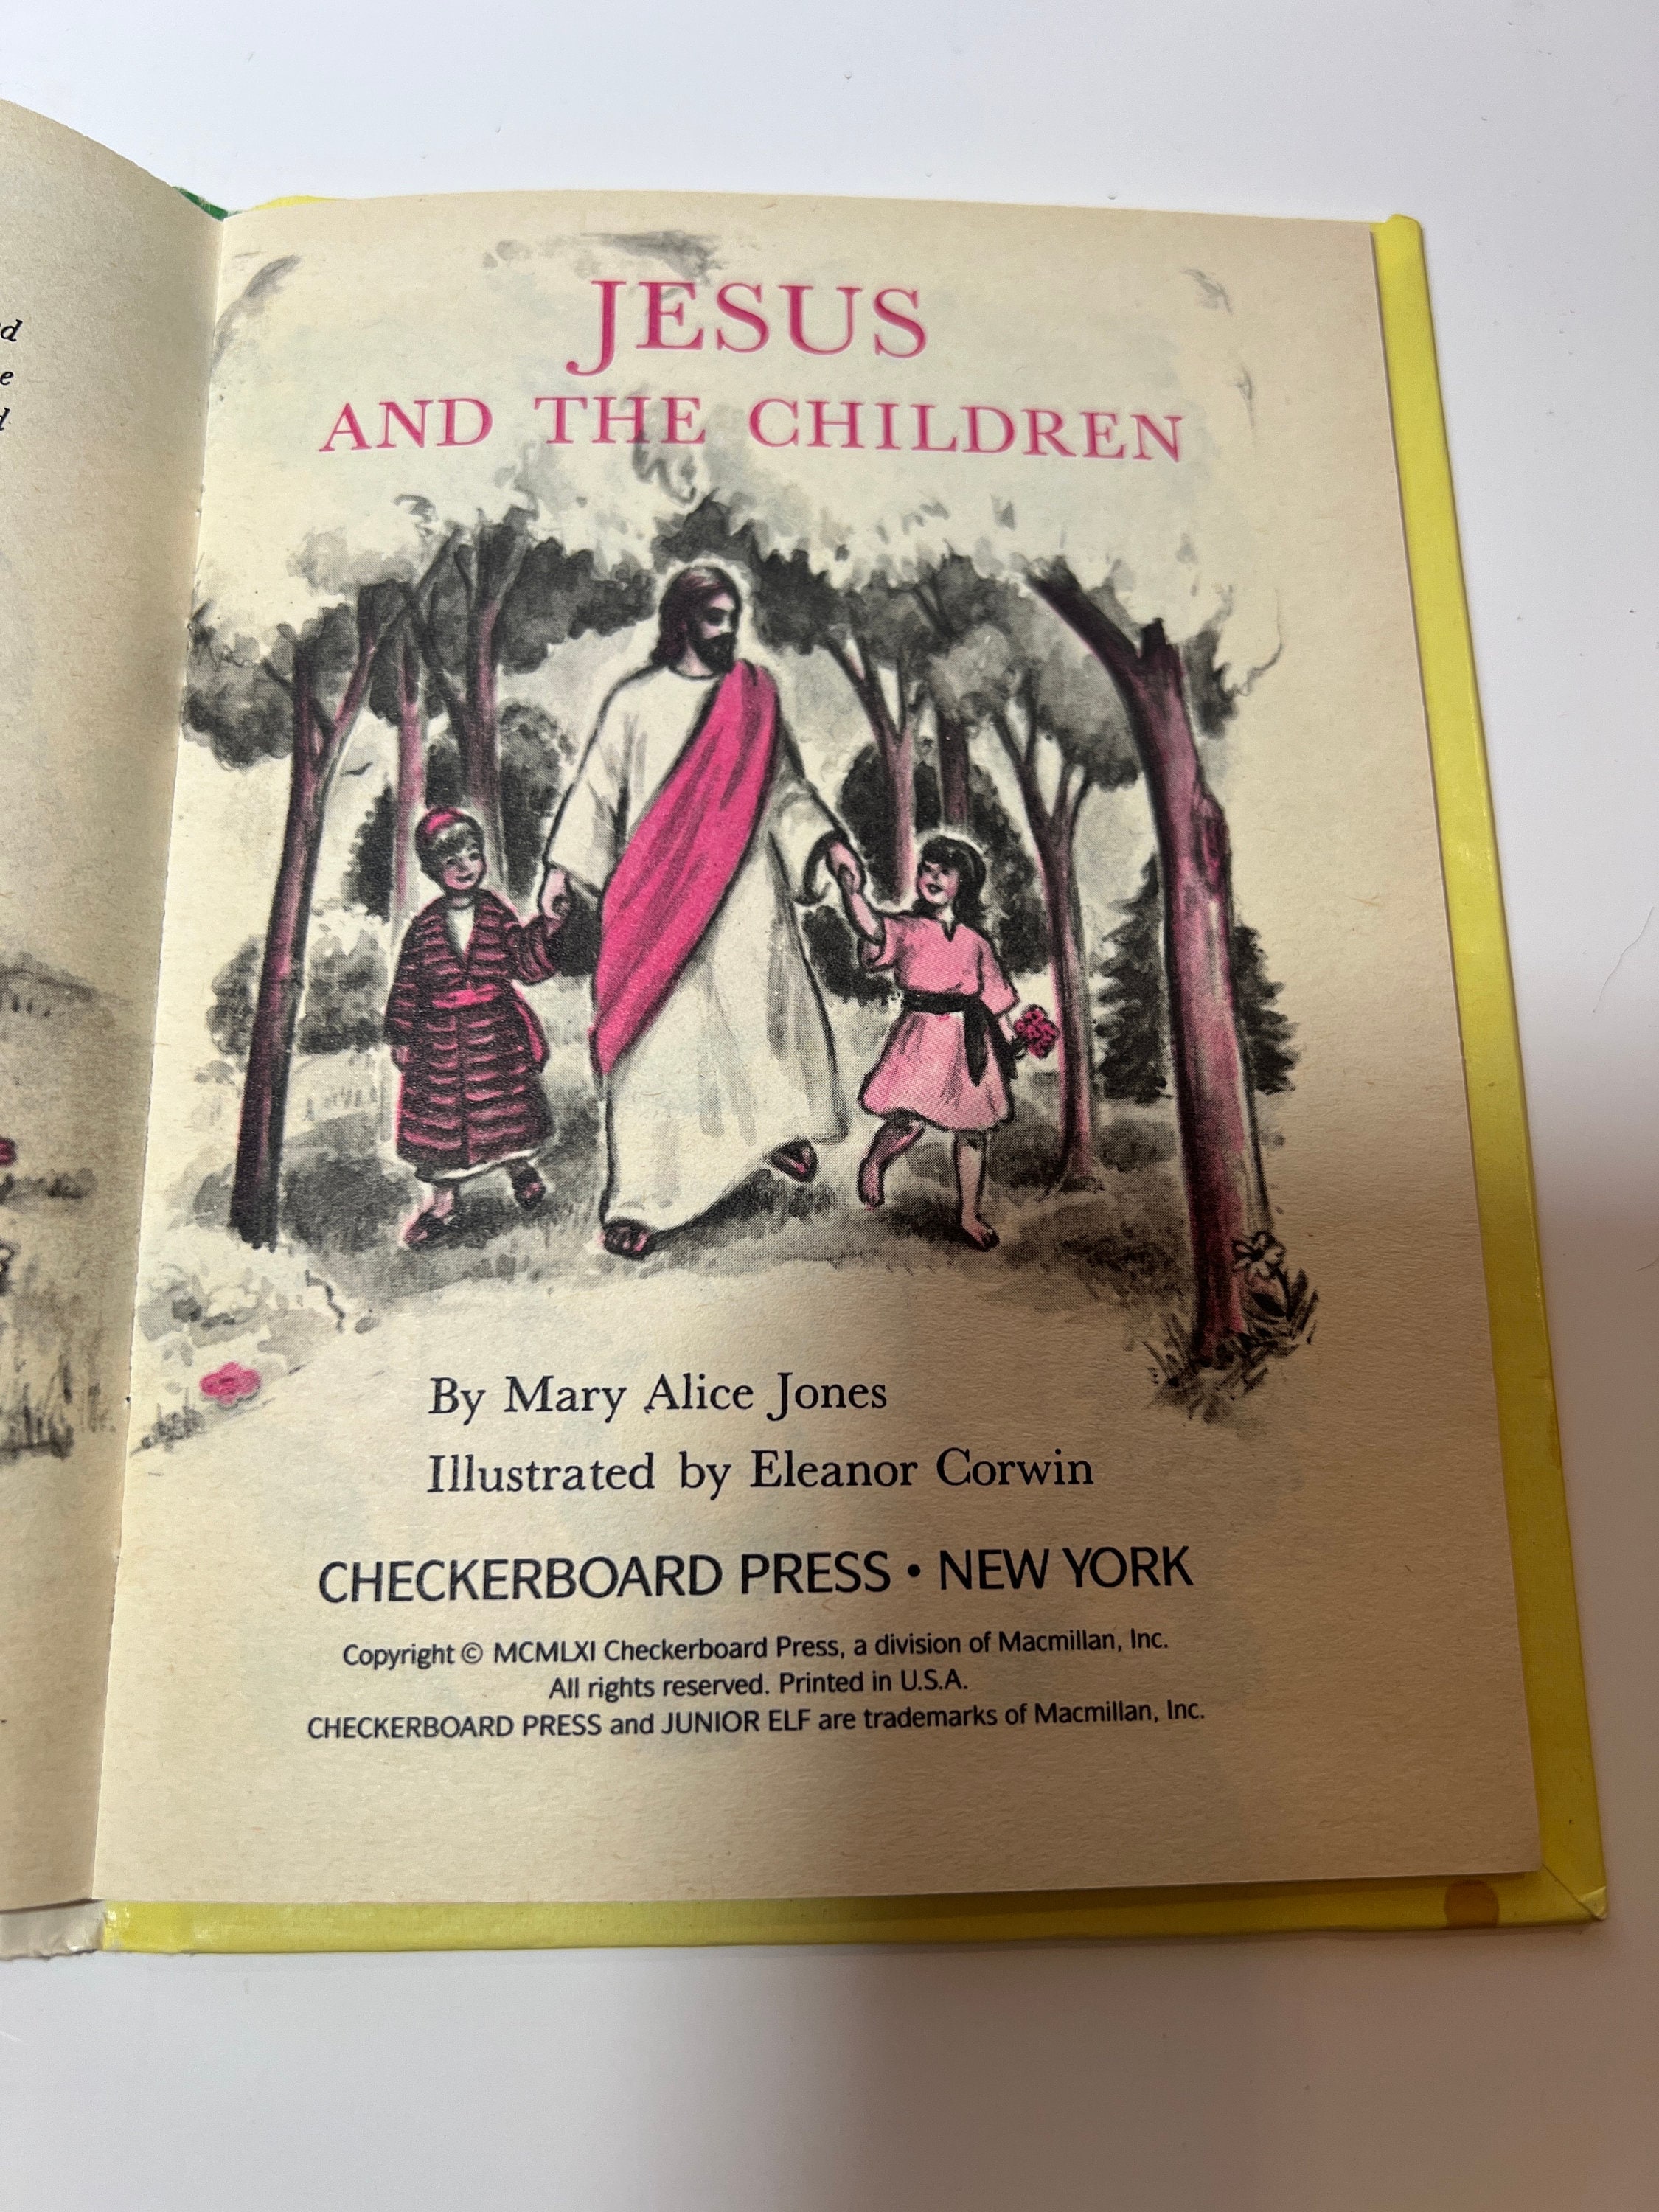 JESUS
AND THE CHILDREN
By Mary Alice Jones
Illustrated by Eleanor Corwin
CHECKERBOARD PRESS • NEW YORK
Copyright © MCMLXI Checkerboard Press, a division of Macmillan, Inc.
All rights reserved. Printed in U.S.A.
CHECKERBOARD PRESS and JUNIOR ELF are trademarks of Macmillan, Inc.